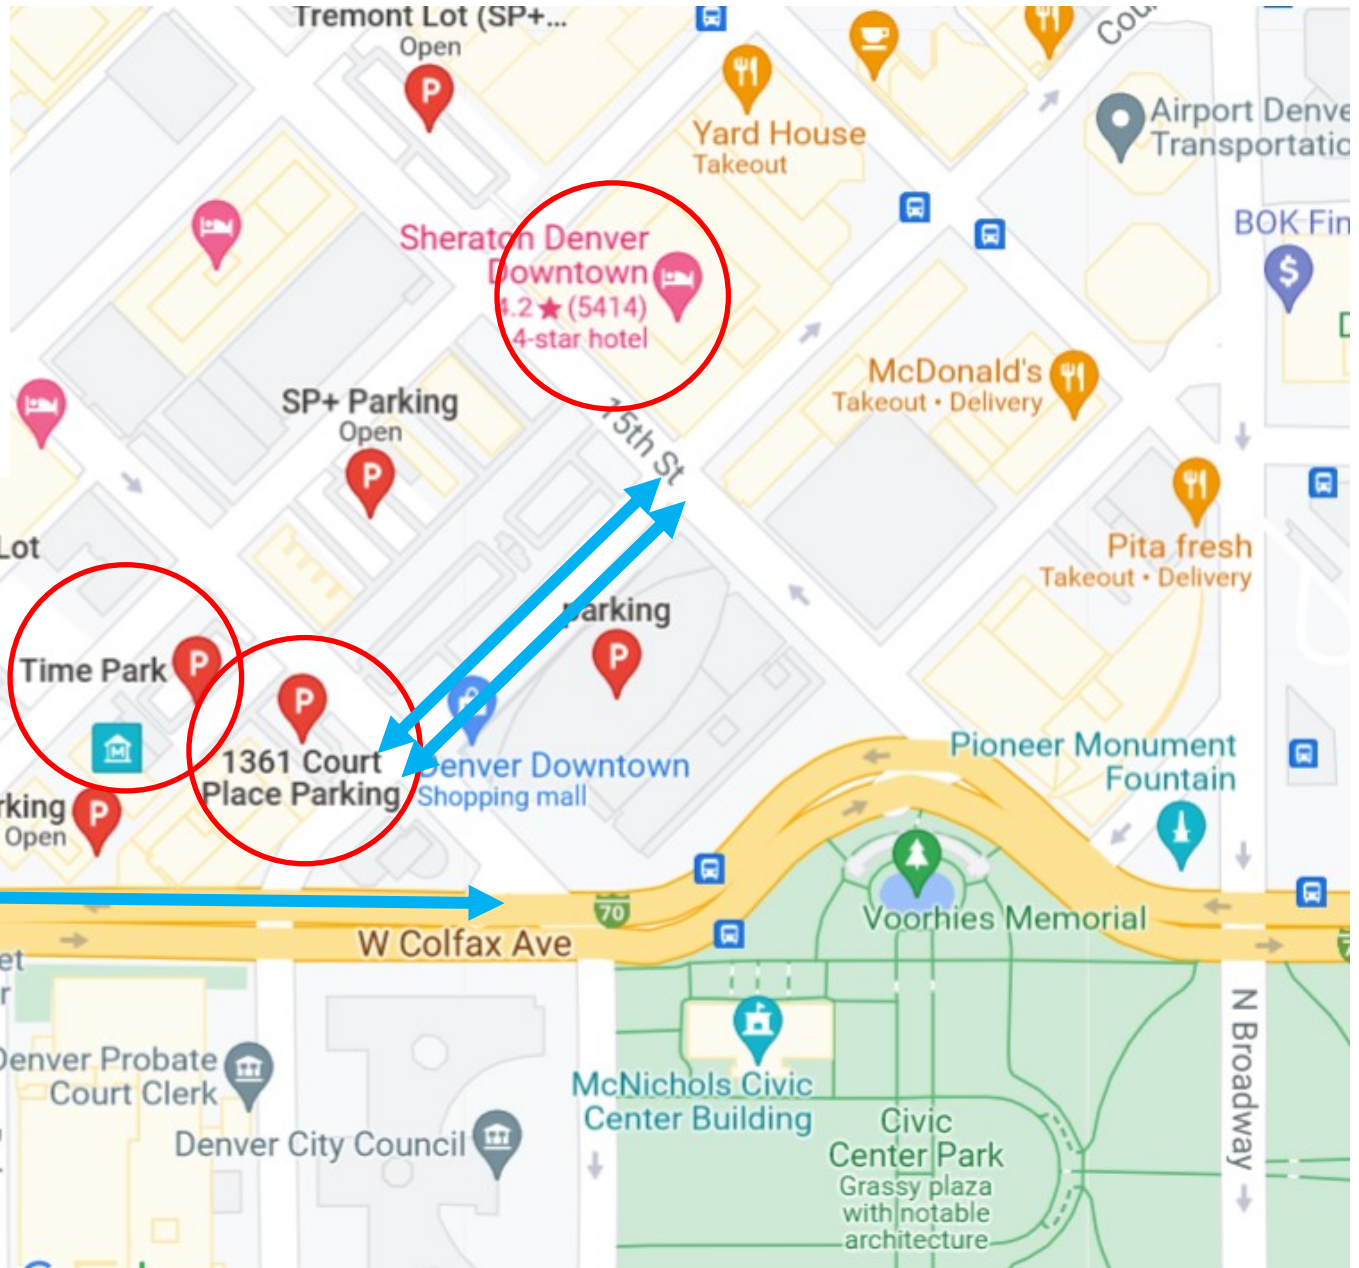 Tremont Lot (SP+...
Open
Cou
Yard House
Takeout
Airport Denve
Transportatio
BOK Fin
Sheraton Denver
Downtown
4.2★(5414)
4-star hotel
D
McDonald's
Takeout • Delivery
SP+ Parking
Open
15th St
Pita fresh
Takeout • Delivery
Lot
parking
Time Park
1361 Court
Place Parking
Denver Downtown
Shopping mall
Pioneer Monument
Fountain
rking
Open
70
Voorhies Memorial
W Colfax Ave
et
r
N Broadway
Denver Probate
Court Clerk
McNichols Civic
Center Building
Denver City Council
Civic
Center Park
Grassy plaza
with notable
architecture